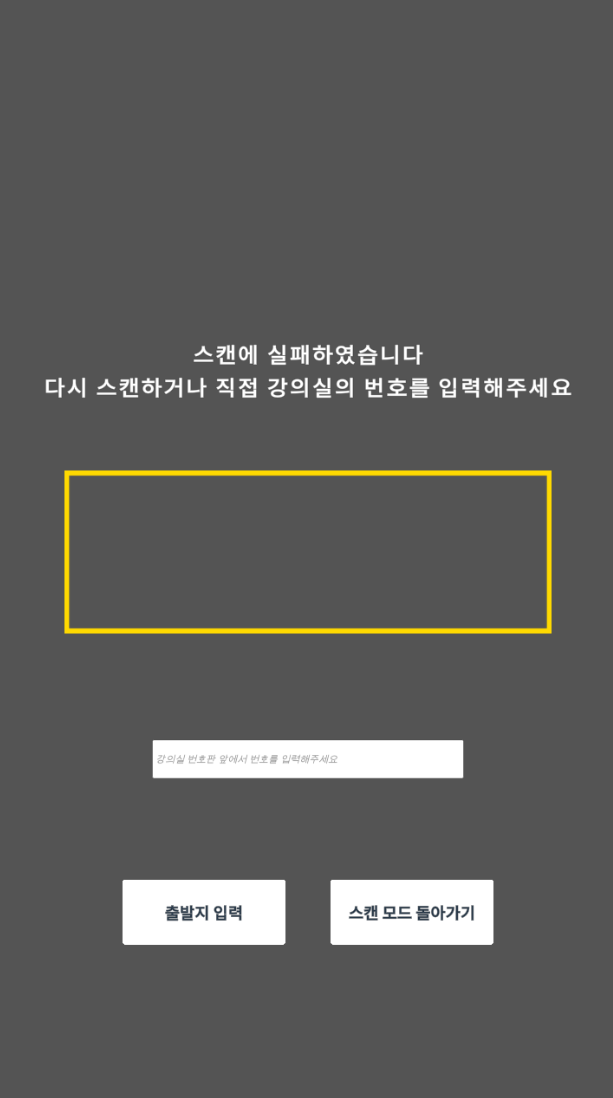 스캔에 실패하였습니다
다시 스캔하거나 직접 강의실의 번호를 입력해주세요
강의실 번호판 앞에서 번호를 입력해주세요
출발지 입력
스캔 모드 돌아가기